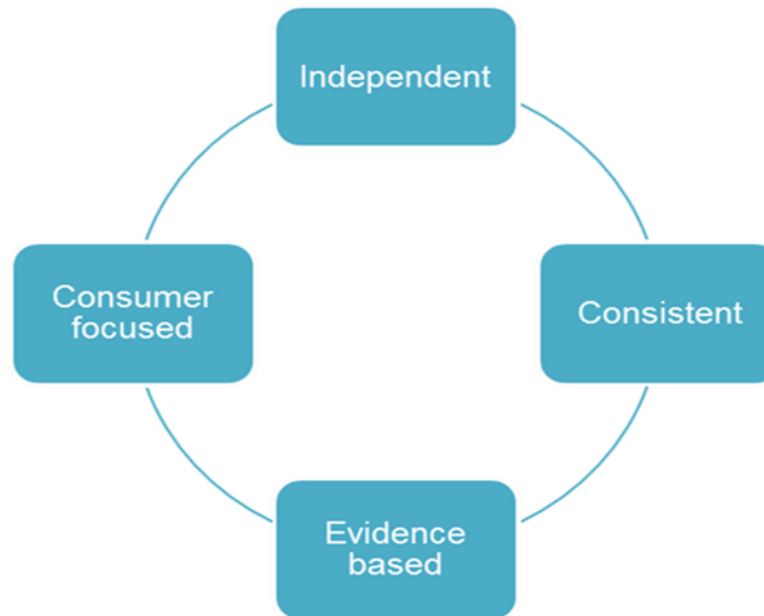 Independent
Consumer
focused
Consistent
Evidence
based